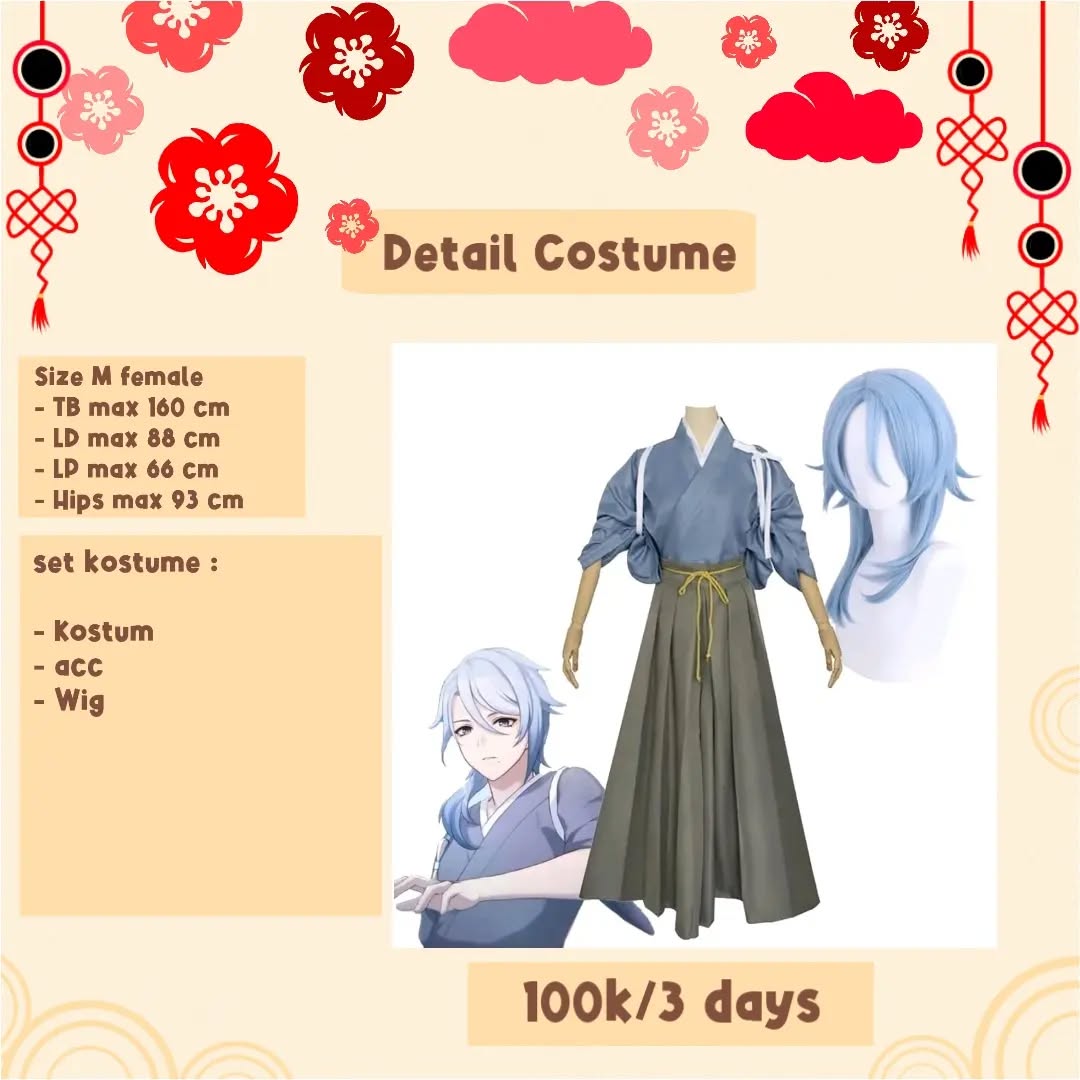 Detail Costume
Size M female
- TB max 160 cm
- LD max 88 cm
- LP max 66 cm
- Hips max 93 cm
set kostume :
- Kostum
- acc
- Wig
100k/3 days